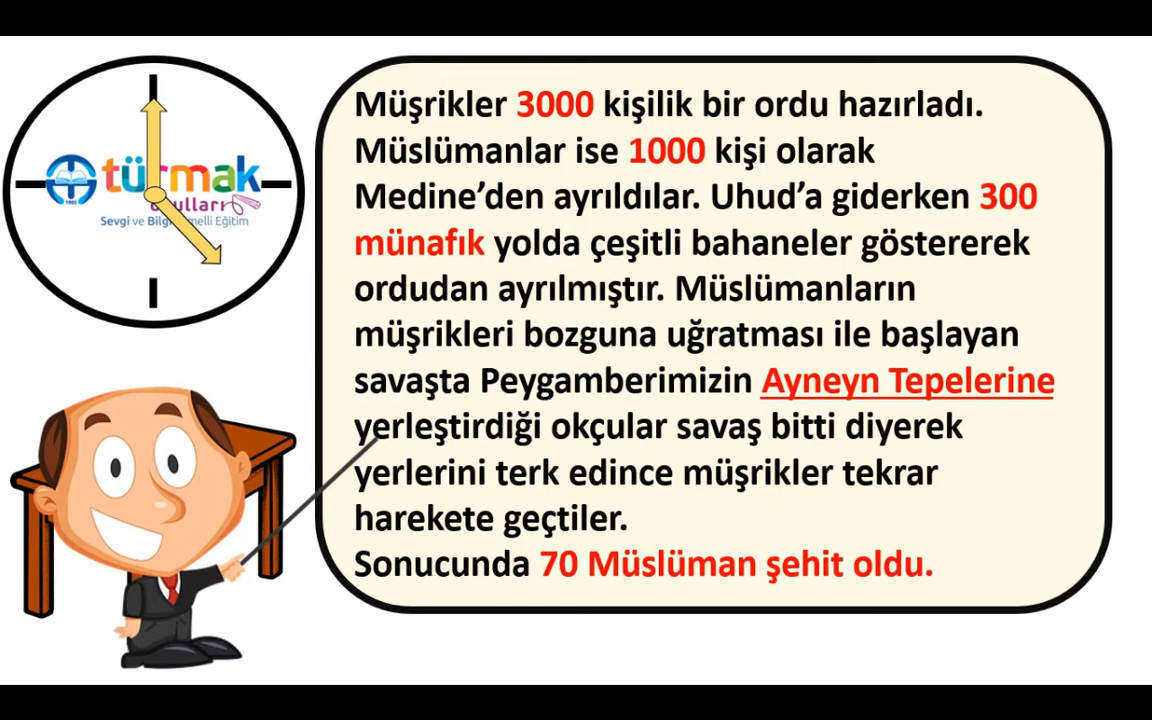 türmak
okulları
Sevgi ve Bilgi Temelli Eğitim
Müşrikler 3000 kişilik bir ordu hazırladı.
Müslümanlar ise 1000 kişi olarak
Medine’den ayrıldılar. Uhud’a giderken 300
münafık yolda çeşitli bahaneler göstererek
ordudan ayrılmıştır. Müslümanların
müşrikleri bozguna uğratması ile başlayan
savaşta Peygamberimizin Ayneyn Tepelerine
yerleştirdiği okçular savaş bitti diyerek
yerlerini terk edince müşrikler tekrar
harekete geçtiler.
Sonucunda 70 Müslüman şehit oldu.